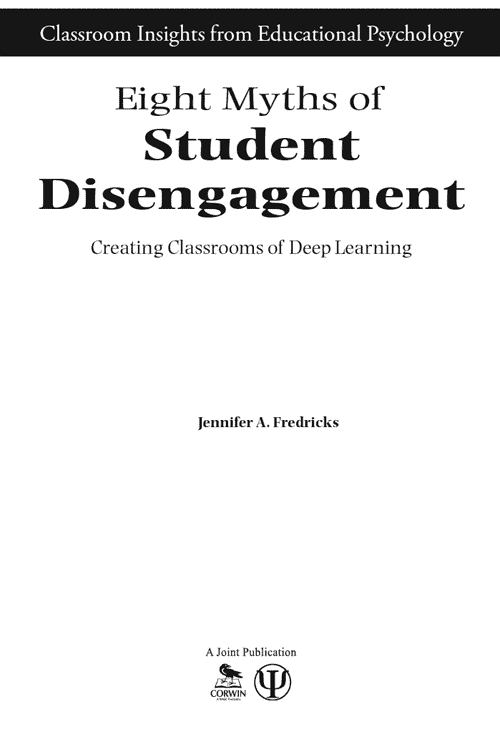 Classroom Insights from Educational Psychology
Eight Myths of
Student
Disengagement
Creating Classrooms of Deep Learning
Jennifer A. Fredricks
A Joint Publication
CORWIN